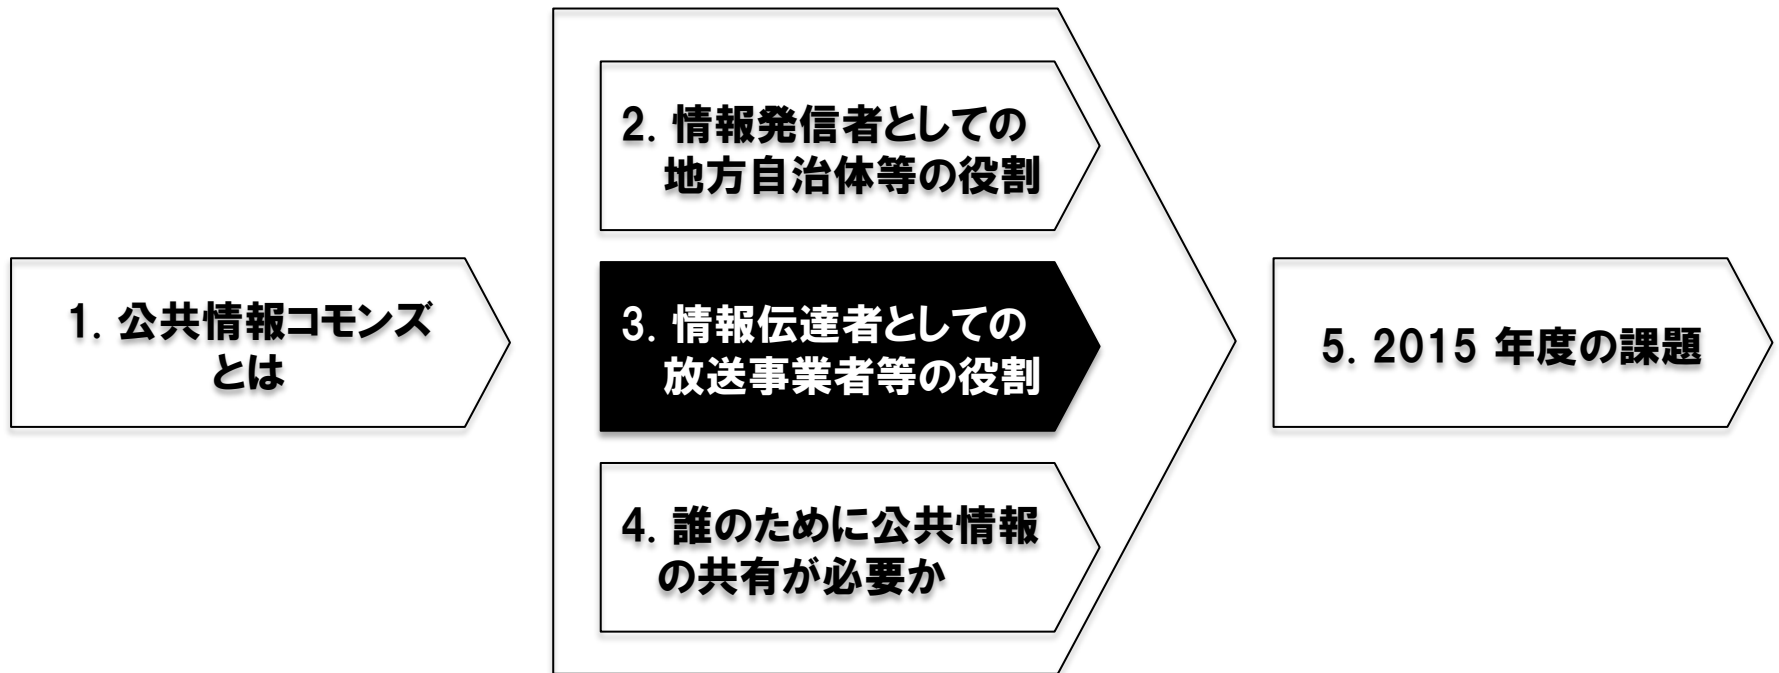 1. 公共情報コモンズ
とは
2. 情報発信者としての
地方自治体等の役割
3. 情報伝達者としての
放送事業者等の役割
4. 誰のために公共情報
の共有が必要か
5. 2015 年度の課題